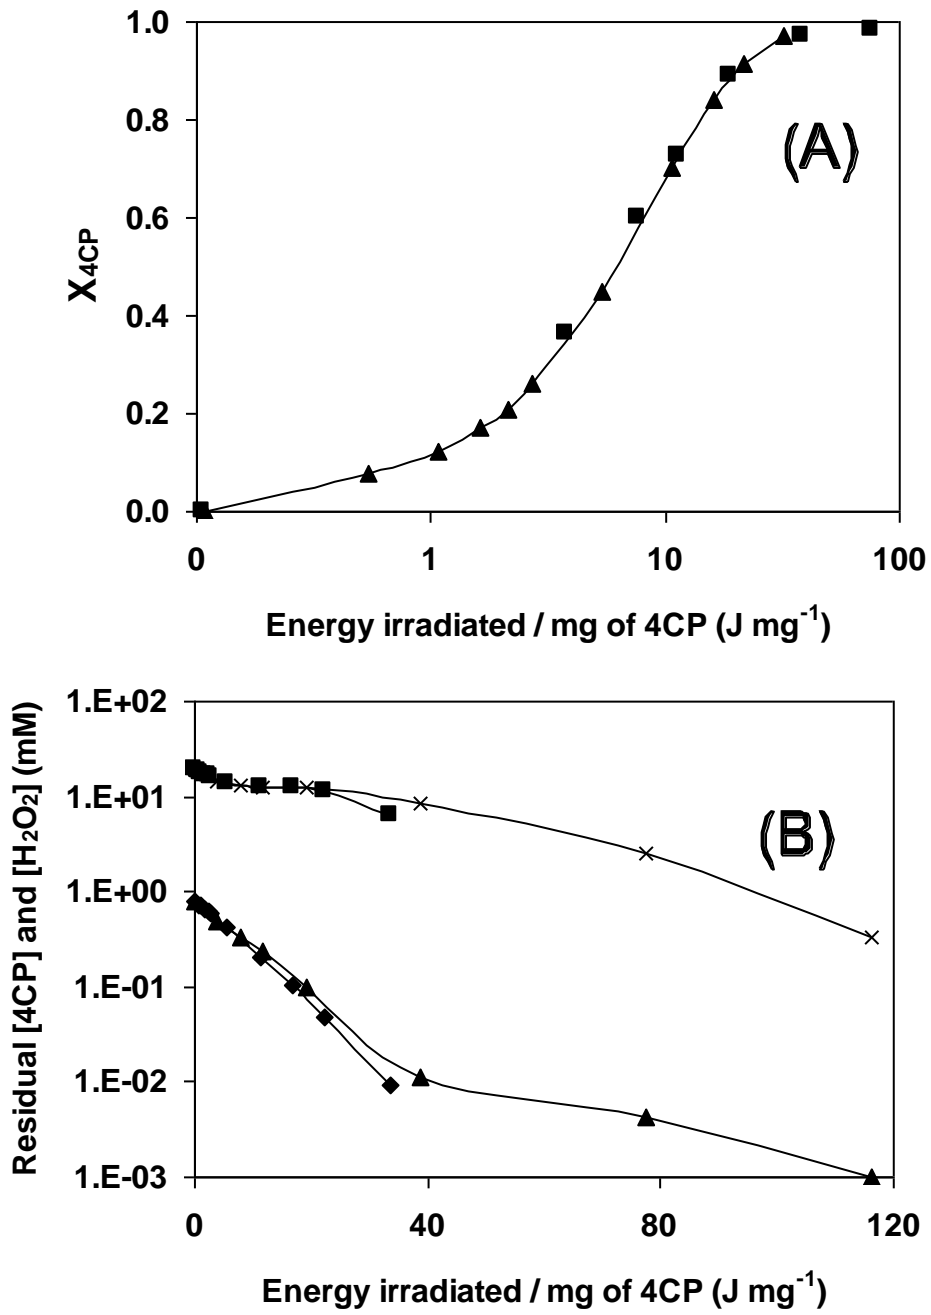 1.0
0.8
0.6
0.4
0.2
0.0
X4CP
(A)
0 1 10 100
Energy irradiated / mg of 4CP (J mg-1)
1.E+02
1.E+01
1.E+00
1.E-01
1.E-02
1.E-03
Residual [4CP] and [H2O2] (mM)
(B)
0 40 80 120
Energy irradiated / mg of 4CP (J mg-1)